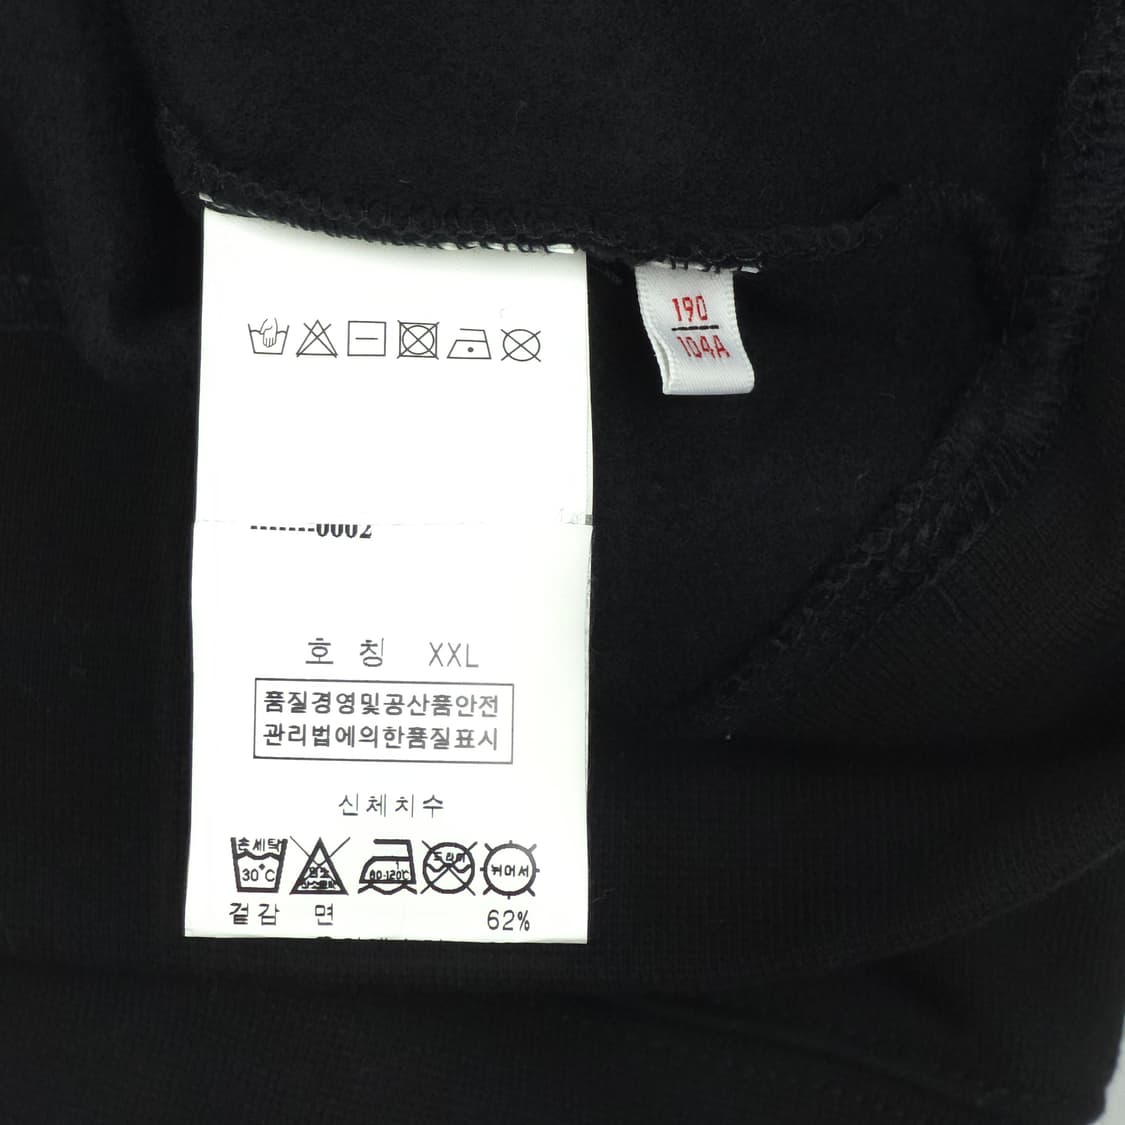 190
104A
-------0002
호 칭 XXL
품질경영및공산품안전
관리법에의한품질표시
신체치수
손세탁
30°C
80-120°C
드라이
뉘어서
겉감 면 62%